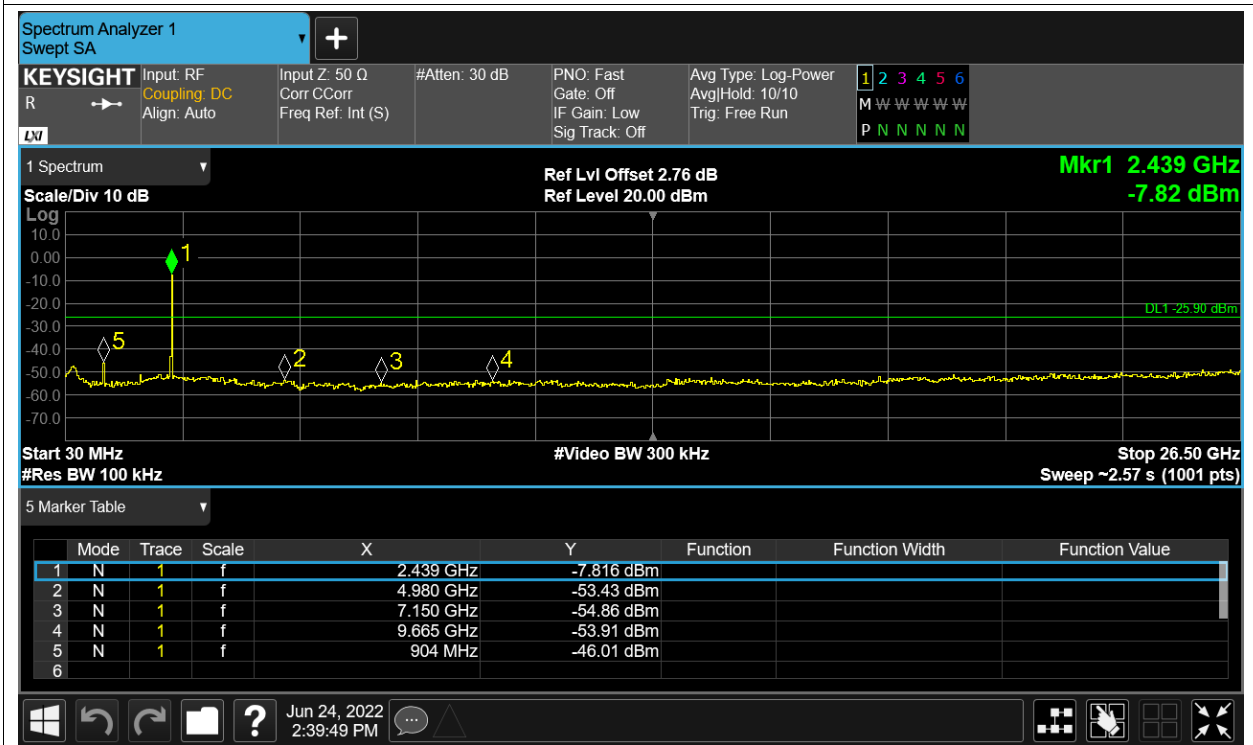 Spectrum Analyzer 1
Swept SA
KEYSIGHT
R
LXI
Input: RF
Coupling: DC
Align: Auto
Input Z: 50 Ω
Corr CCorr
Freq Ref: Int (S)
#Atten: 30 dB
PNO: Fast
Gate: Off
IF Gain: Low
Sig Track: Off
Avg Type: Log-Power
Avg|Hold: 10/10
Trig: Free Run
1 2 3 4 5 6
M W W W W W
P N N N N N
1 Spectrum
Scale/Div 10 dB
Ref Lvl Offset 2.76 dB
Ref Level 20.00 dBm
Mkr1 2.439 GHz
-7.82 dBm
Log
10.0
0.00
-10.0
-20.0
-30.0
-40.0
-50.0
-60.0
-70.0
1
DL1 -25.90 dBm
5
2
3
4
Start 30 MHz
#Video BW 300 kHz
Stop 26.50 GHz
#Res BW 100 kHz
Sweep ~2.57 s (1001 pts)
5 Marker Table
Mode Trace Scale X Y Function Function Width Function Value
1 N 1 f 2.439 GHz -7.816 dBm
2 N 1 f 4.980 GHz -53.43 dBm
3 N 1 f 7.150 GHz -54.86 dBm
4 N 1 f 9.665 GHz -53.91 dBm
5 N 1 f 904 MHz -46.01 dBm
6
?
Jun 24, 2022
2:39:49 PM